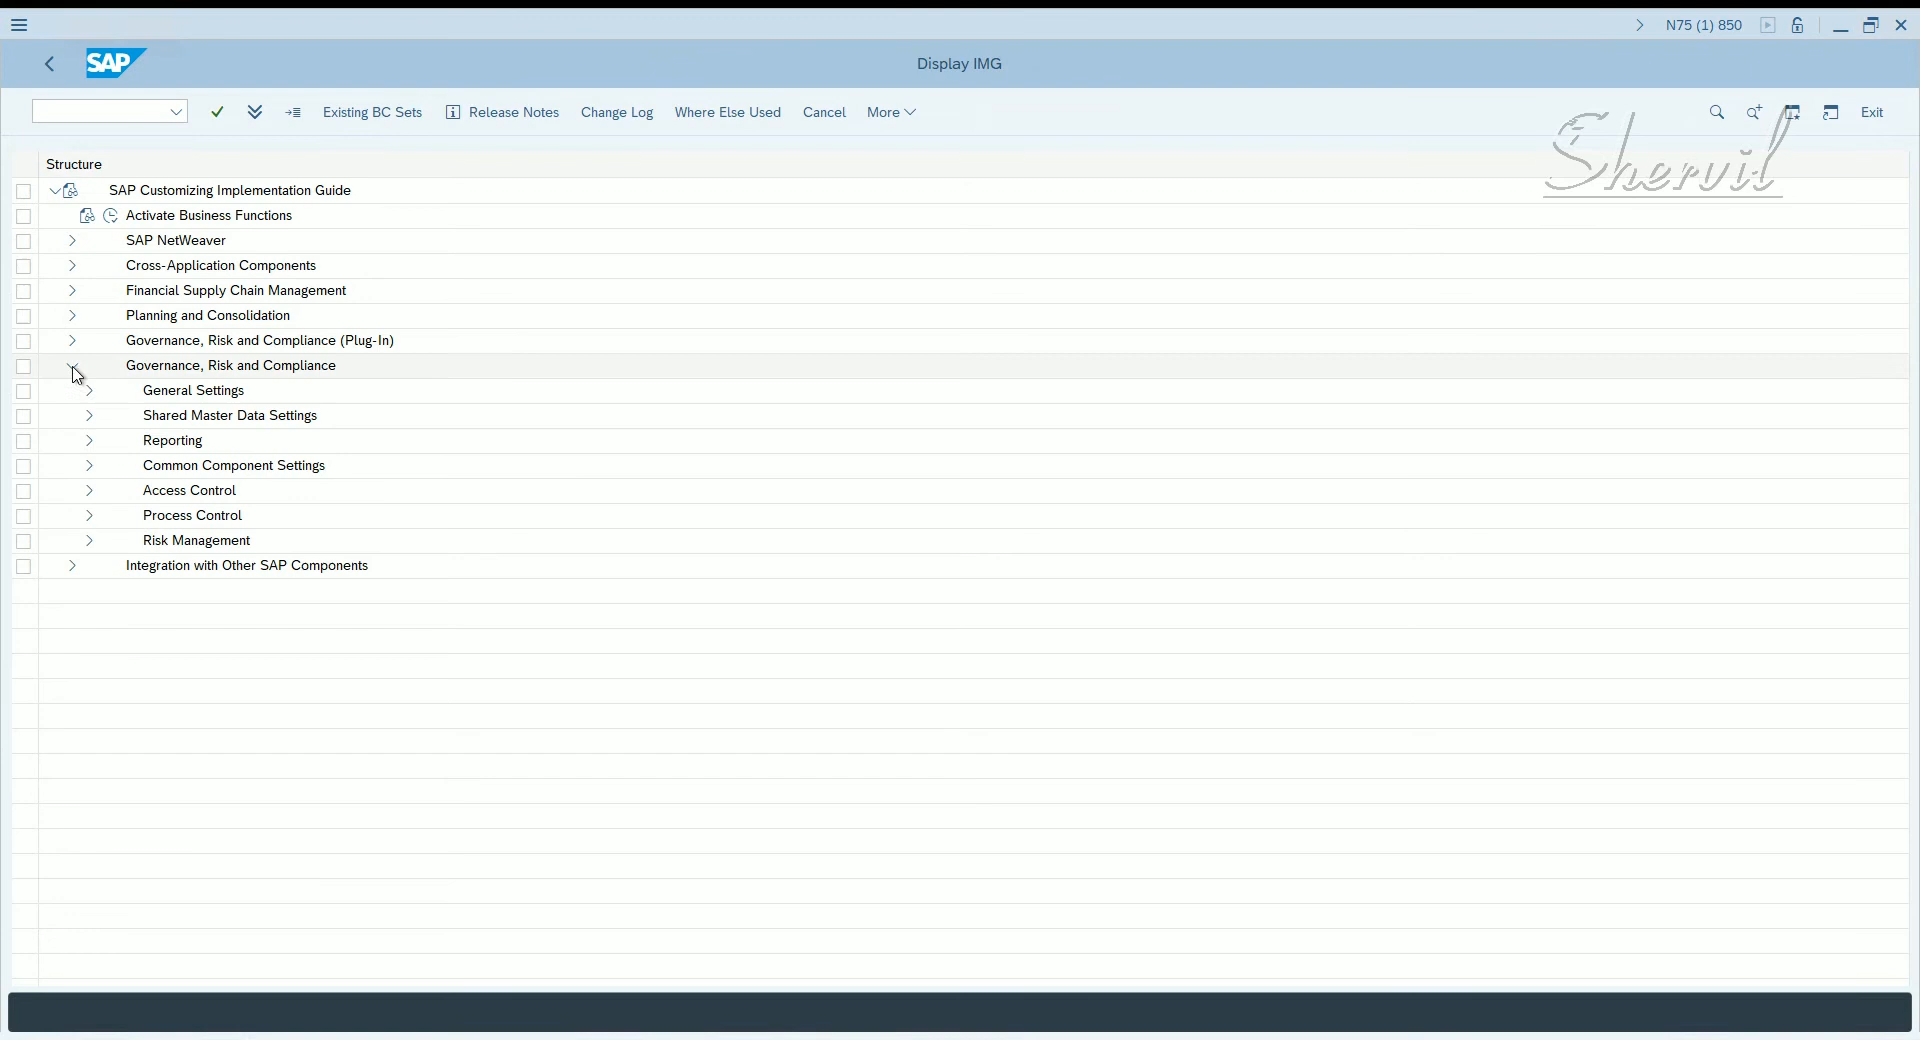 N75 (1) 850
SAP
Display IMG
Existing BC Sets
Release Notes
Change Log
Where Else Used
Cancel
More
Exit
Shervil
Structure
SAP Customizing Implementation Guide
Activate Business Functions
SAP NetWeaver
Cross-Application Components
Financial Supply Chain Management
Planning and Consolidation
Governance, Risk and Compliance (Plug-In)
Governance, Risk and Compliance
General Settings
Shared Master Data Settings
Reporting
Common Component Settings
Access Control
Process Control
Risk Management
Integration with Other SAP Components